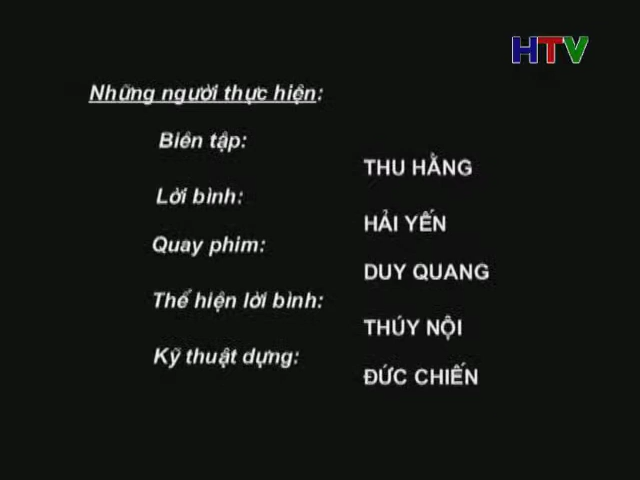 HTV
Những người thực hiện:
Biên tập:
THU HẰNG
Lời bình:
HẢI YẾN
Quay phim:
DUY QUANG
Thể hiện lời bình:
THÚY NỘI
Kỹ thuật dựng:
ĐỨC CHIẾN